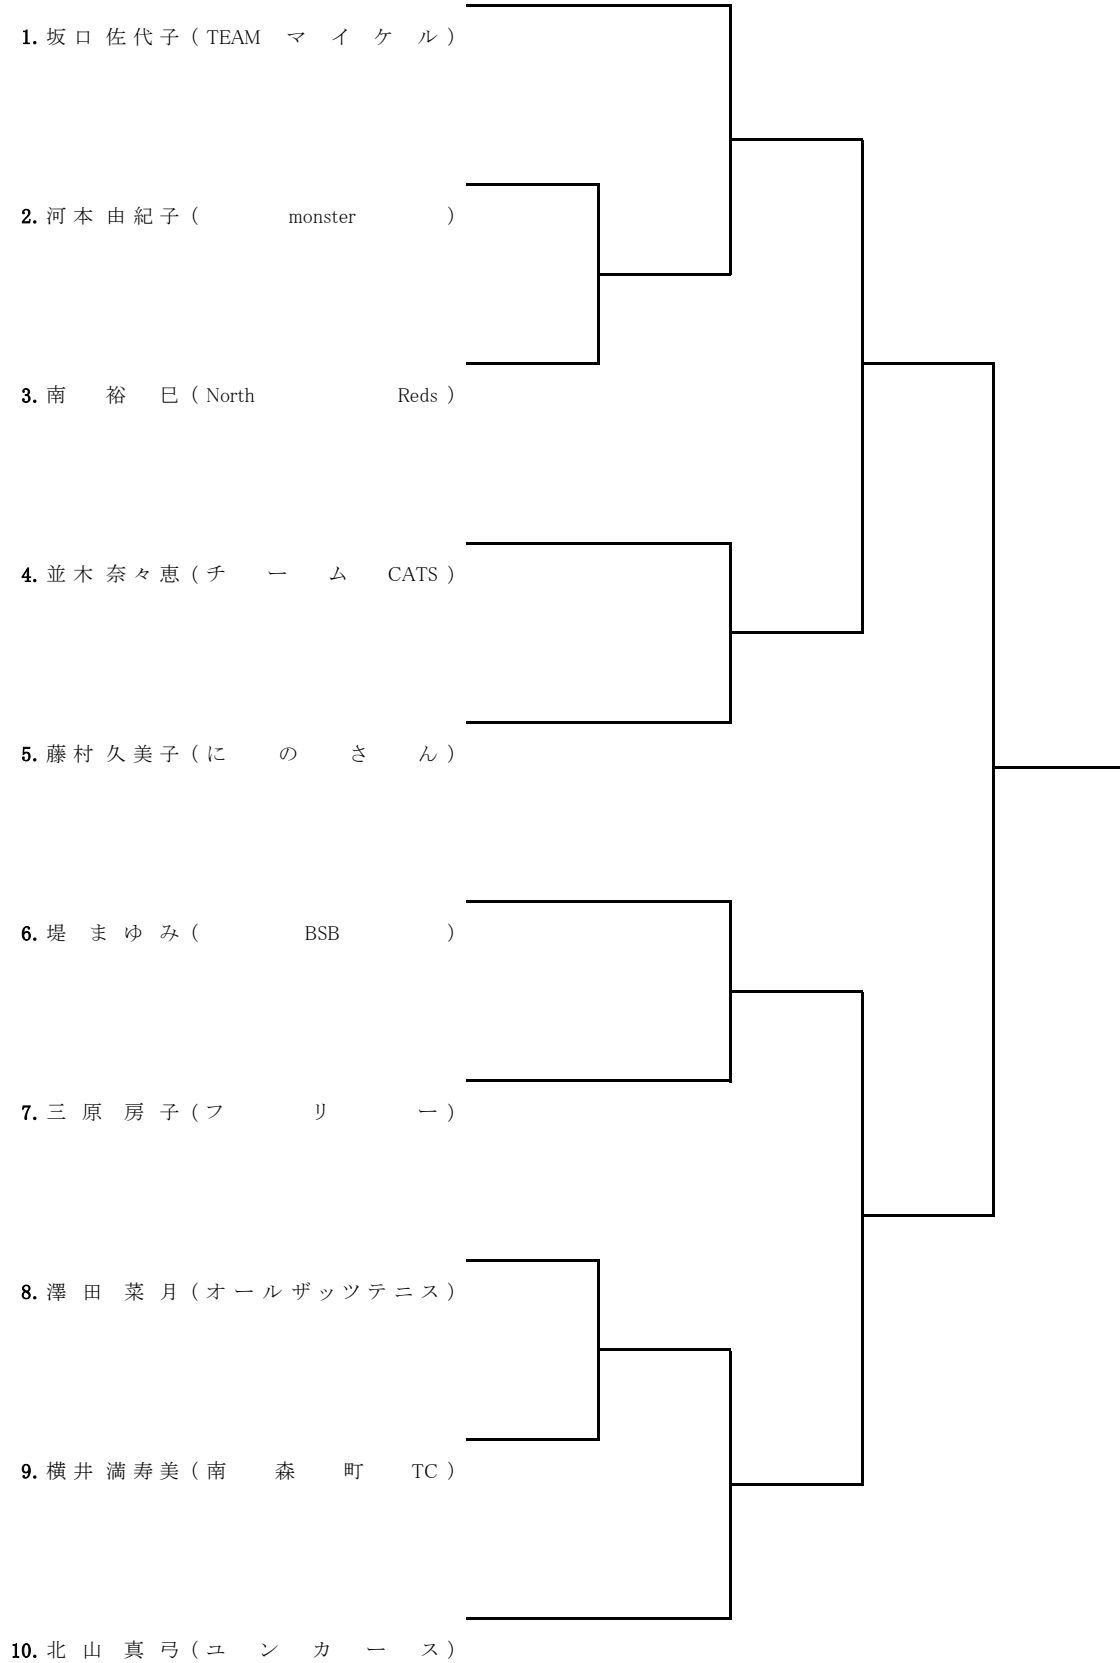 1. 坂口 佐代子 (TEAM マイケル)
2. 河本 由紀子 (monster)
3. 南 裕巳 (North Reds)
4. 並木 奈々恵 (チーム CATS)
5. 藤村 久美子 (にのさん)
6. 堤 まゆみ (BSB)
7. 三原 房子 (フリー)
8. 澤田 菜月 (オールザッツテニス)
9. 横井 満寿美 (南森町 TC)
10. 北山 真弓 (ユンカース)